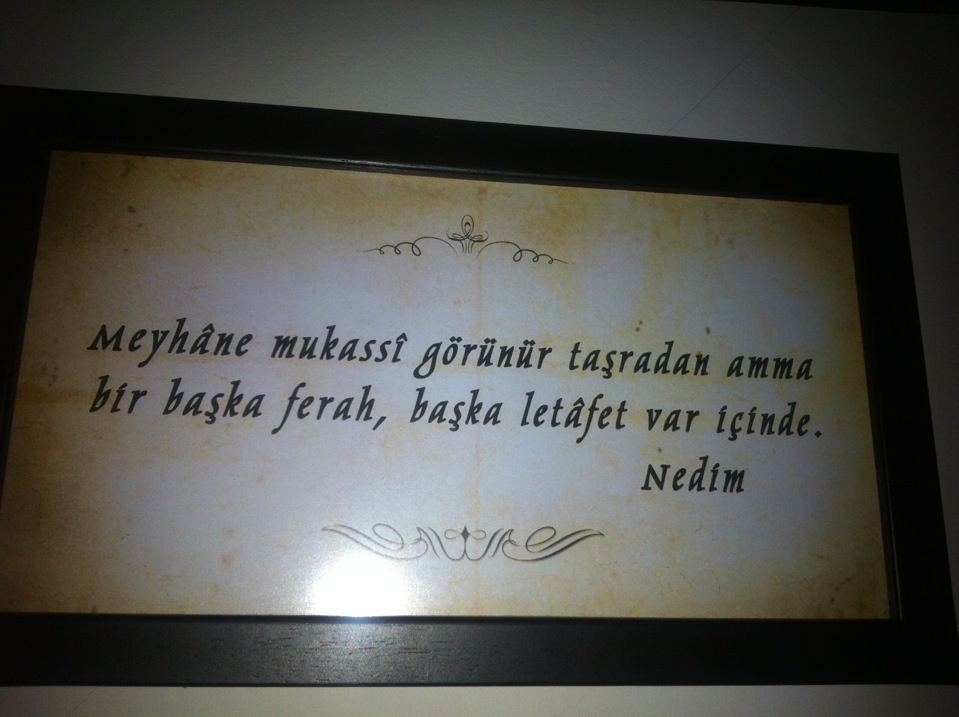 Meyhâne mukassî görünür taşradan amma
bir başka ferah, başka letâfet var içinde.
Nedim